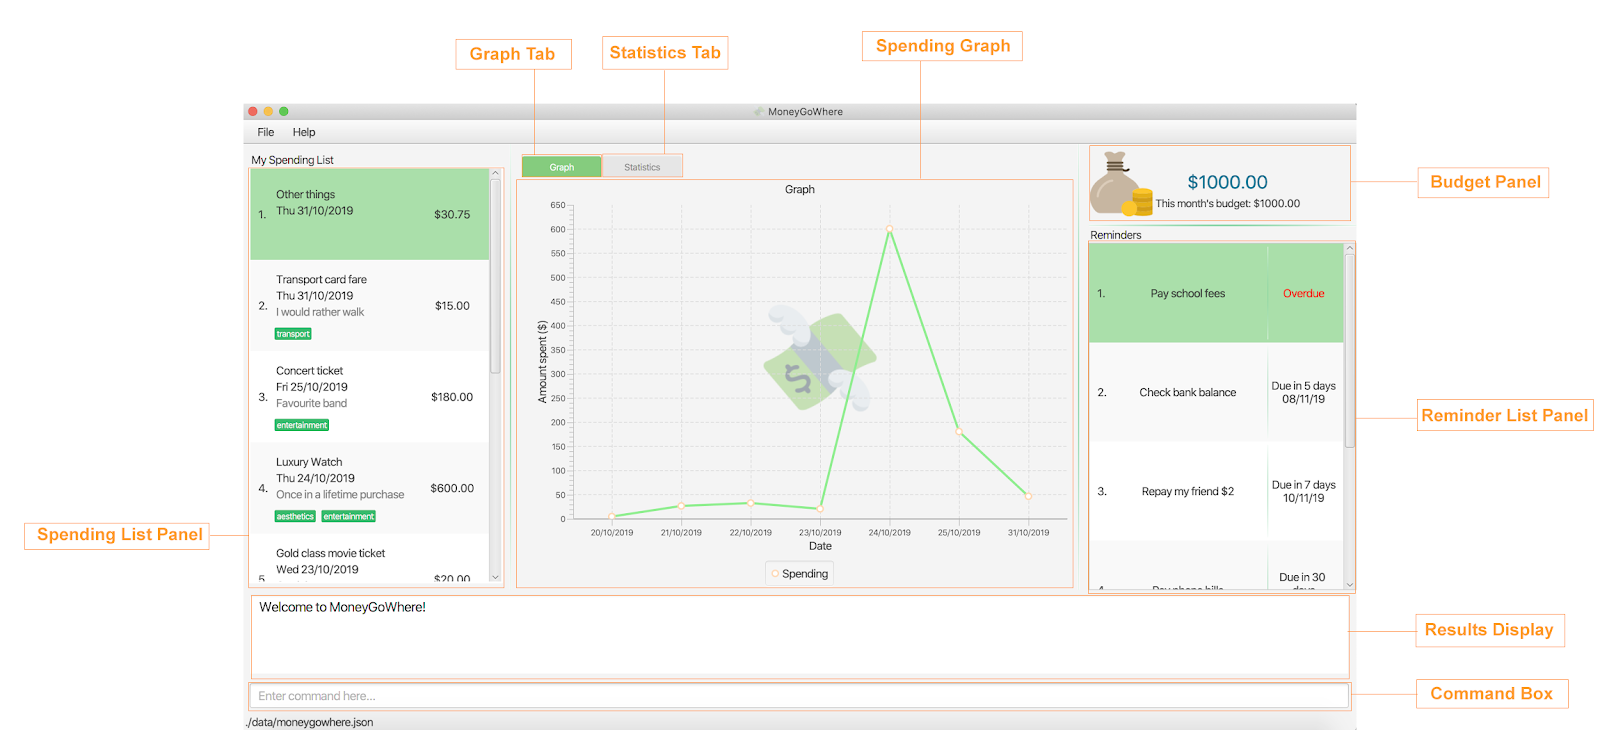 Graph Tab
Statistics Tab
Spending Graph
MoneyGoWhere
File Help
My Spending List
1.
Other things
Thu 31/10/2019
$30.75
2.
Transport card fare
Thu 31/10/2019
I would rather walk
transport
$15.00
3.
Concert ticket
Fri 25/10/2019
Favourite band
entertainment
$180.00
4.
Luxury Watch
Thu 24/10/2019
Once in a lifetime purchase
aesthetics entertainment
$600.00
5.
Gold class movie ticket
Wed 23/10/2019
$20.00
Spending List Panel
Graph Statistics
Graph
650
600
550
500
450
400
350
300
250
200
150
100
50
0
Amount spent ($)
20/10/2019 21/10/2019 22/10/2019 23/10/2019 24/10/2019 25/10/2019 31/10/2019
Date
Spending
$1000.00
This month's budget: $1000.00
Budget Panel
Reminders
1. Pay school fees Overdue
2. Check bank balance
Due in 5 days
08/11/19
3. Repay my friend $2
Due in 7 days
10/11/19
Pay phone bills
Due in 30
days
Reminder List Panel
Welcome to MoneyGoWhere!
Results Display
Enter command here...
Command Box
./data/moneygowhere.json